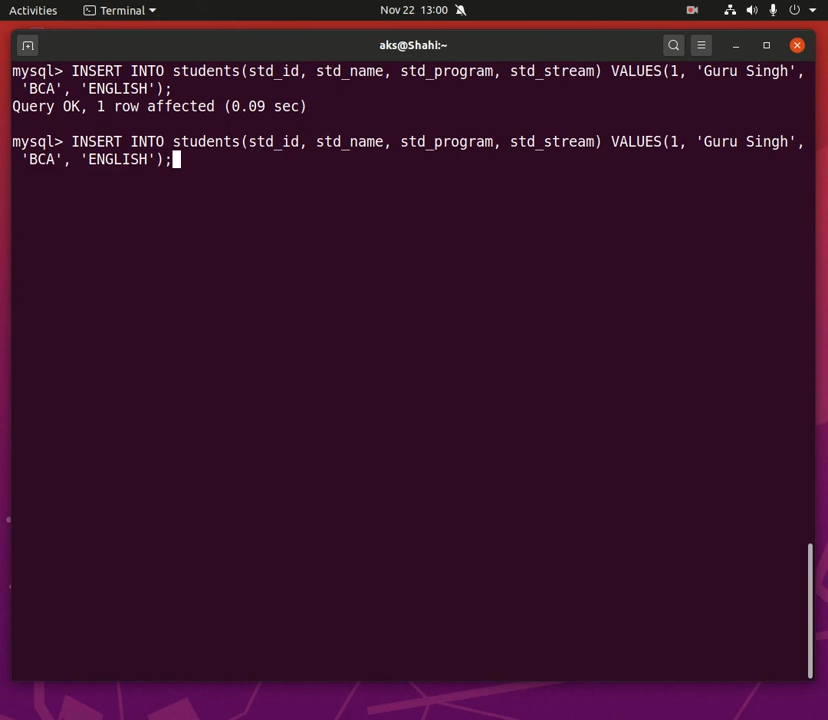 Activities Terminal Nov 22 13:00
aks@Shahi:~
mysql> INSERT INTO students(std_id, std_name, std_program, std_stream) VALUES(1, 'Guru Singh',
'BCA', 'ENGLISH');
Query OK, 1 row affected (0.09 sec)
mysql> INSERT INTO students(std_id, std_name, std_program, std_stream) VALUES(1, 'Guru Singh',
'BCA', 'ENGLISH');